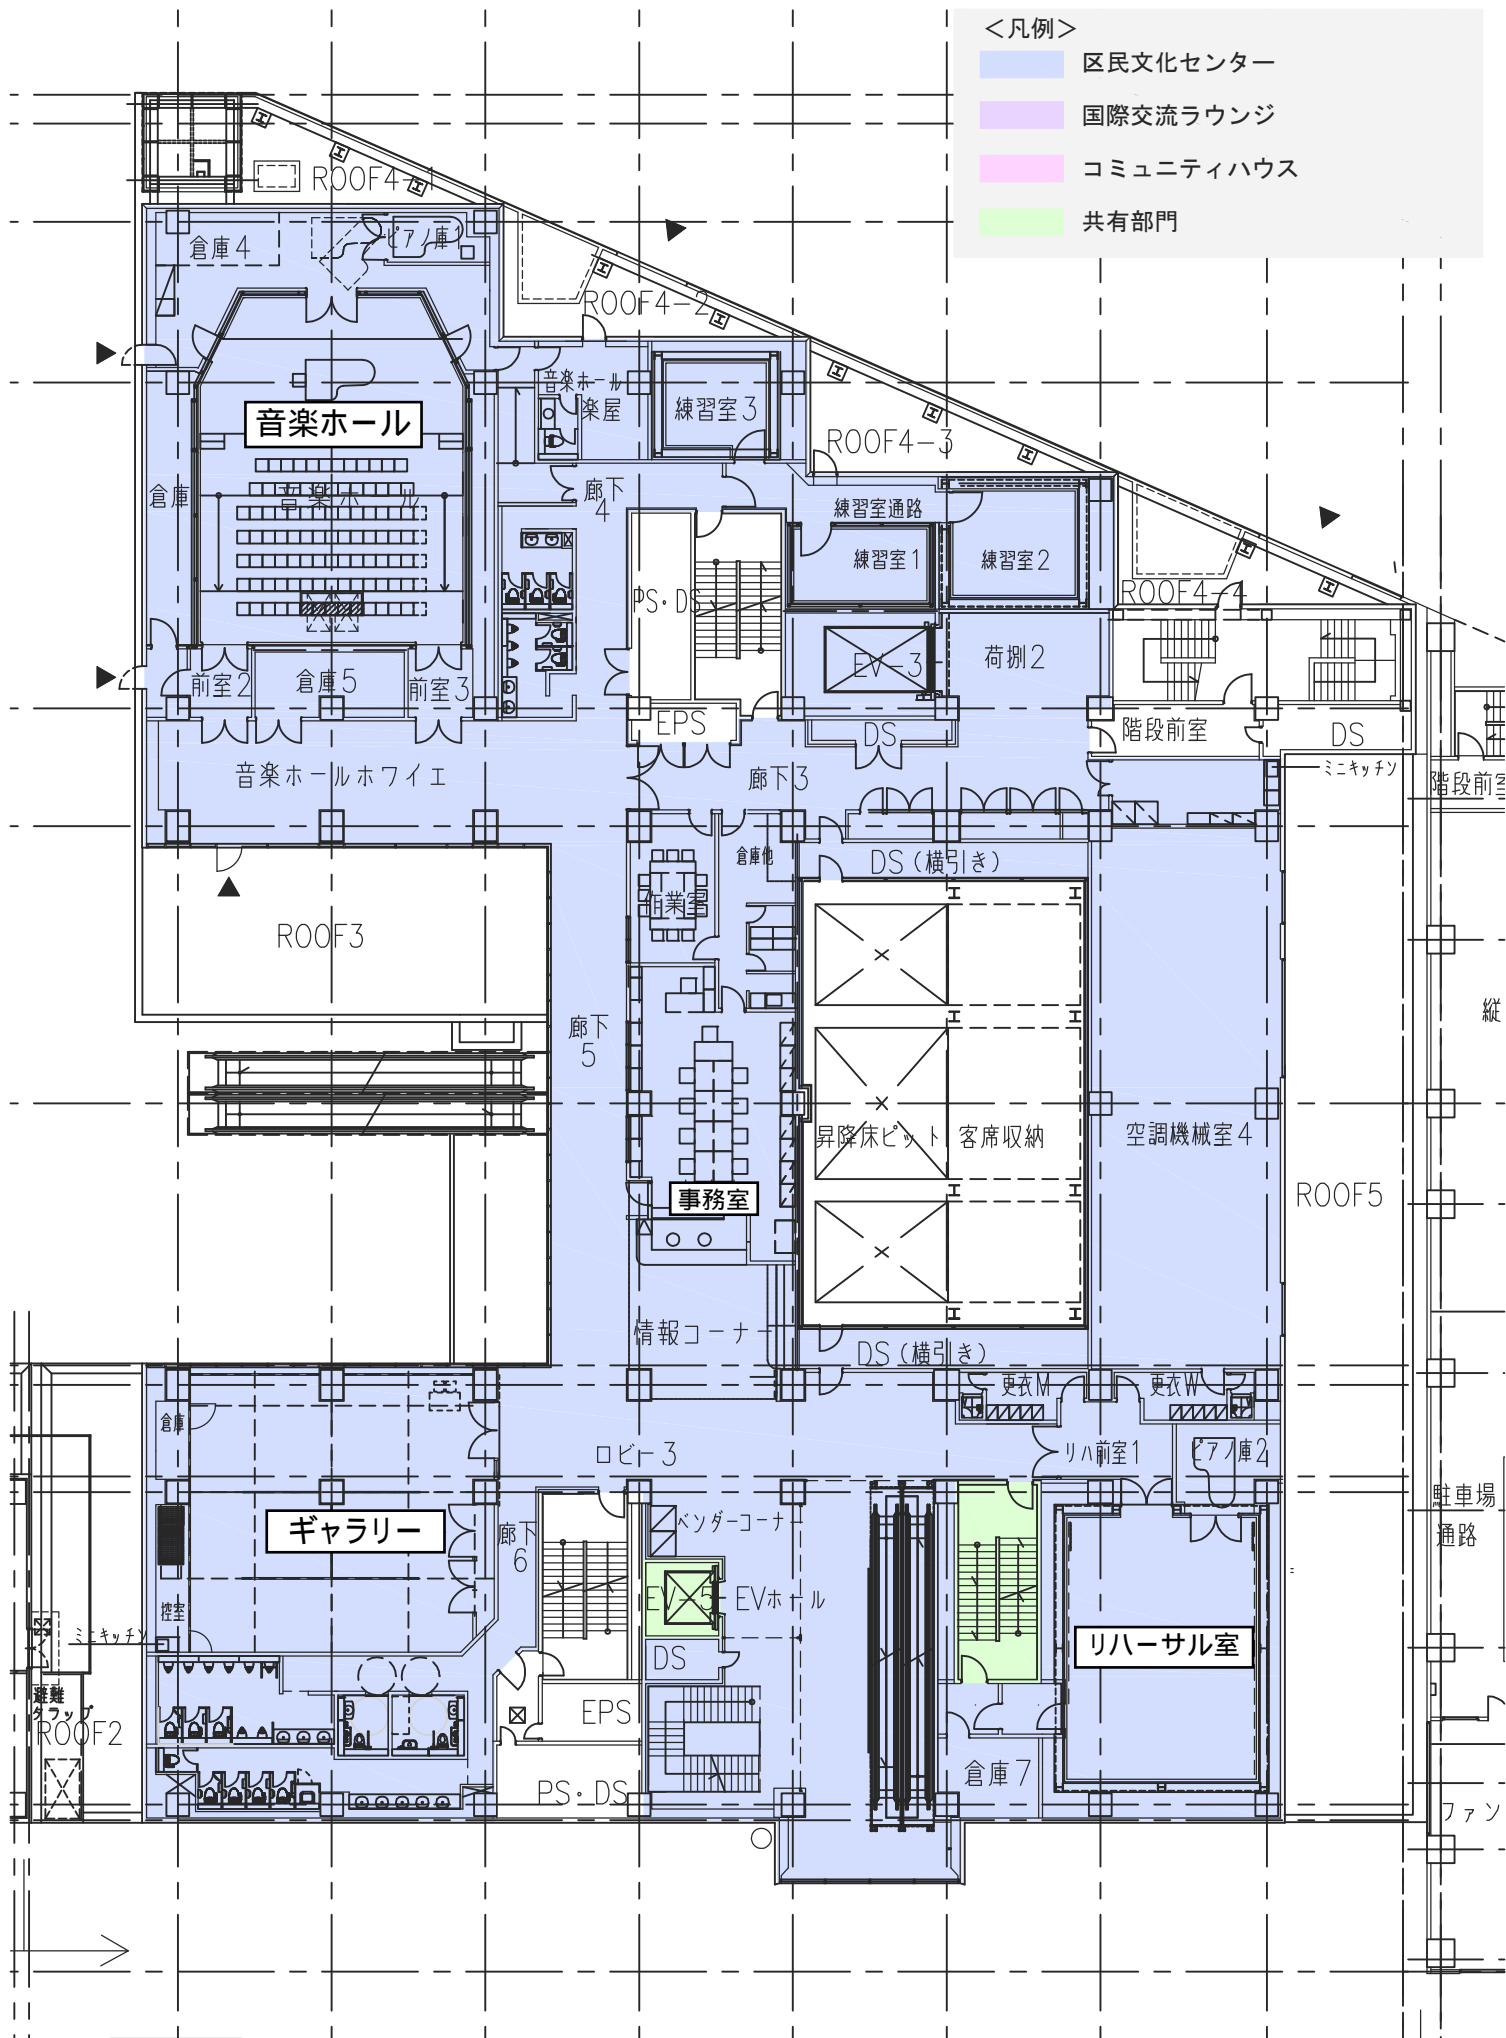 ＜凡例＞
区民文化センター
国際交流ラウンジ
コミュニティハウス
共有部門
ROOF4-1
倉庫4
ピアノ庫1
ROOF4-2
音楽ホール
楽屋
練習室3
音楽ホール
ROOF4-3
倉庫
音楽ホール
廊下
4
練習室通路
練習室1
練習室2
PS・DS
ROOF4-4
EV-3
荷捌2
前室2
倉庫5
前室3
EPS
DS
階段前室
DS
音楽ホールホワイエ
廊下3
ミニキッチン
階段前室
倉庫他
DS（横引き）
作業室
ROOF3
廊下
5
縦
昇降床ピット
客席収納
空調機械室4
事務室
ROOF5
情報コーナー
DS（横引き）
更衣M
更衣W
倉庫
ロビー3
リハ前室1
ピアノ庫2
駐車場
通路
ギャラリー
廊下
6
ベンダーコーナー
EV-5
EVホール
控室
ミニキッチン
リハーサル室
DS
避難
タラップ
ROOF2
EPS
PS・DS
倉庫7
ファン